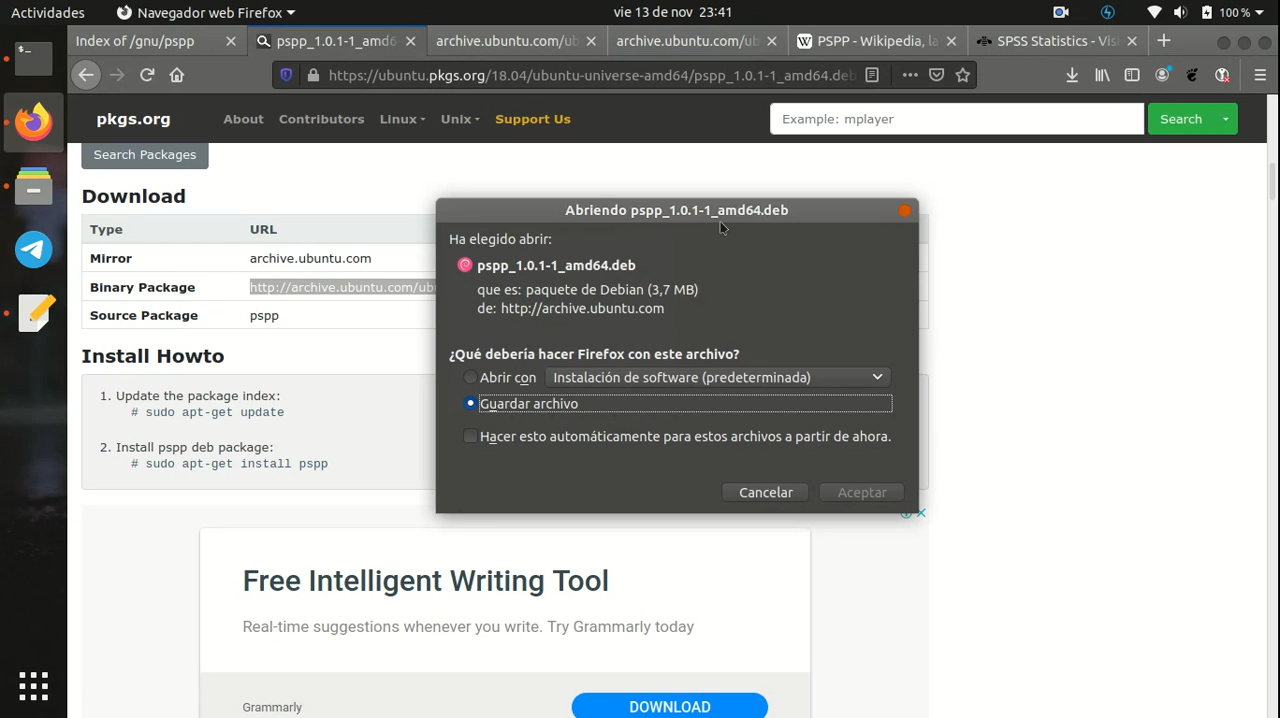 Actividades
Navegador web Firefox
vie 13 de nov 23:41
100 %
Index of /gnu/pspp
pspp_1.0.1-1_amd6
archive.ubuntu.com/ub
archive.ubuntu.com/ub
PSPP - Wikipedia, la
SPSS Statistics - Vis
https://ubuntu.pkgs.org/18.04/ubuntu-universe-amd64/pspp_1.0.1-1_amd64.de
pkgs.org
About
Contributors
Linux
Unix
Support Us
Example: mplayer
Search
Search Packages
Download
Type URL
Mirror archive.ubuntu.com
Binary Package http://archive.ubuntu.com/ub
Source Package pspp
Install Howto
1. Update the package index:
# sudo apt-get update
2. Install pspp deb package:
# sudo apt-get install pspp
Abriendo pspp_1.0.1-1_amd64.deb
Ha elegido abrir:
pspp_1.0.1-1_amd64.deb
que es: paquete de Debian (3,7 MB)
de: http://archive.ubuntu.com
¿Qué debería hacer Firefox con este archivo?
Abrir con Instalación de software (predeterminada)
Guardar archivo
Hacer esto automáticamente para estos archivos a partir de ahora.
Cancelar
Aceptar
Free Intelligent Writing Tool
Real-time suggestions whenever you write. Try Grammarly today
Grammarly
DOWNLOAD